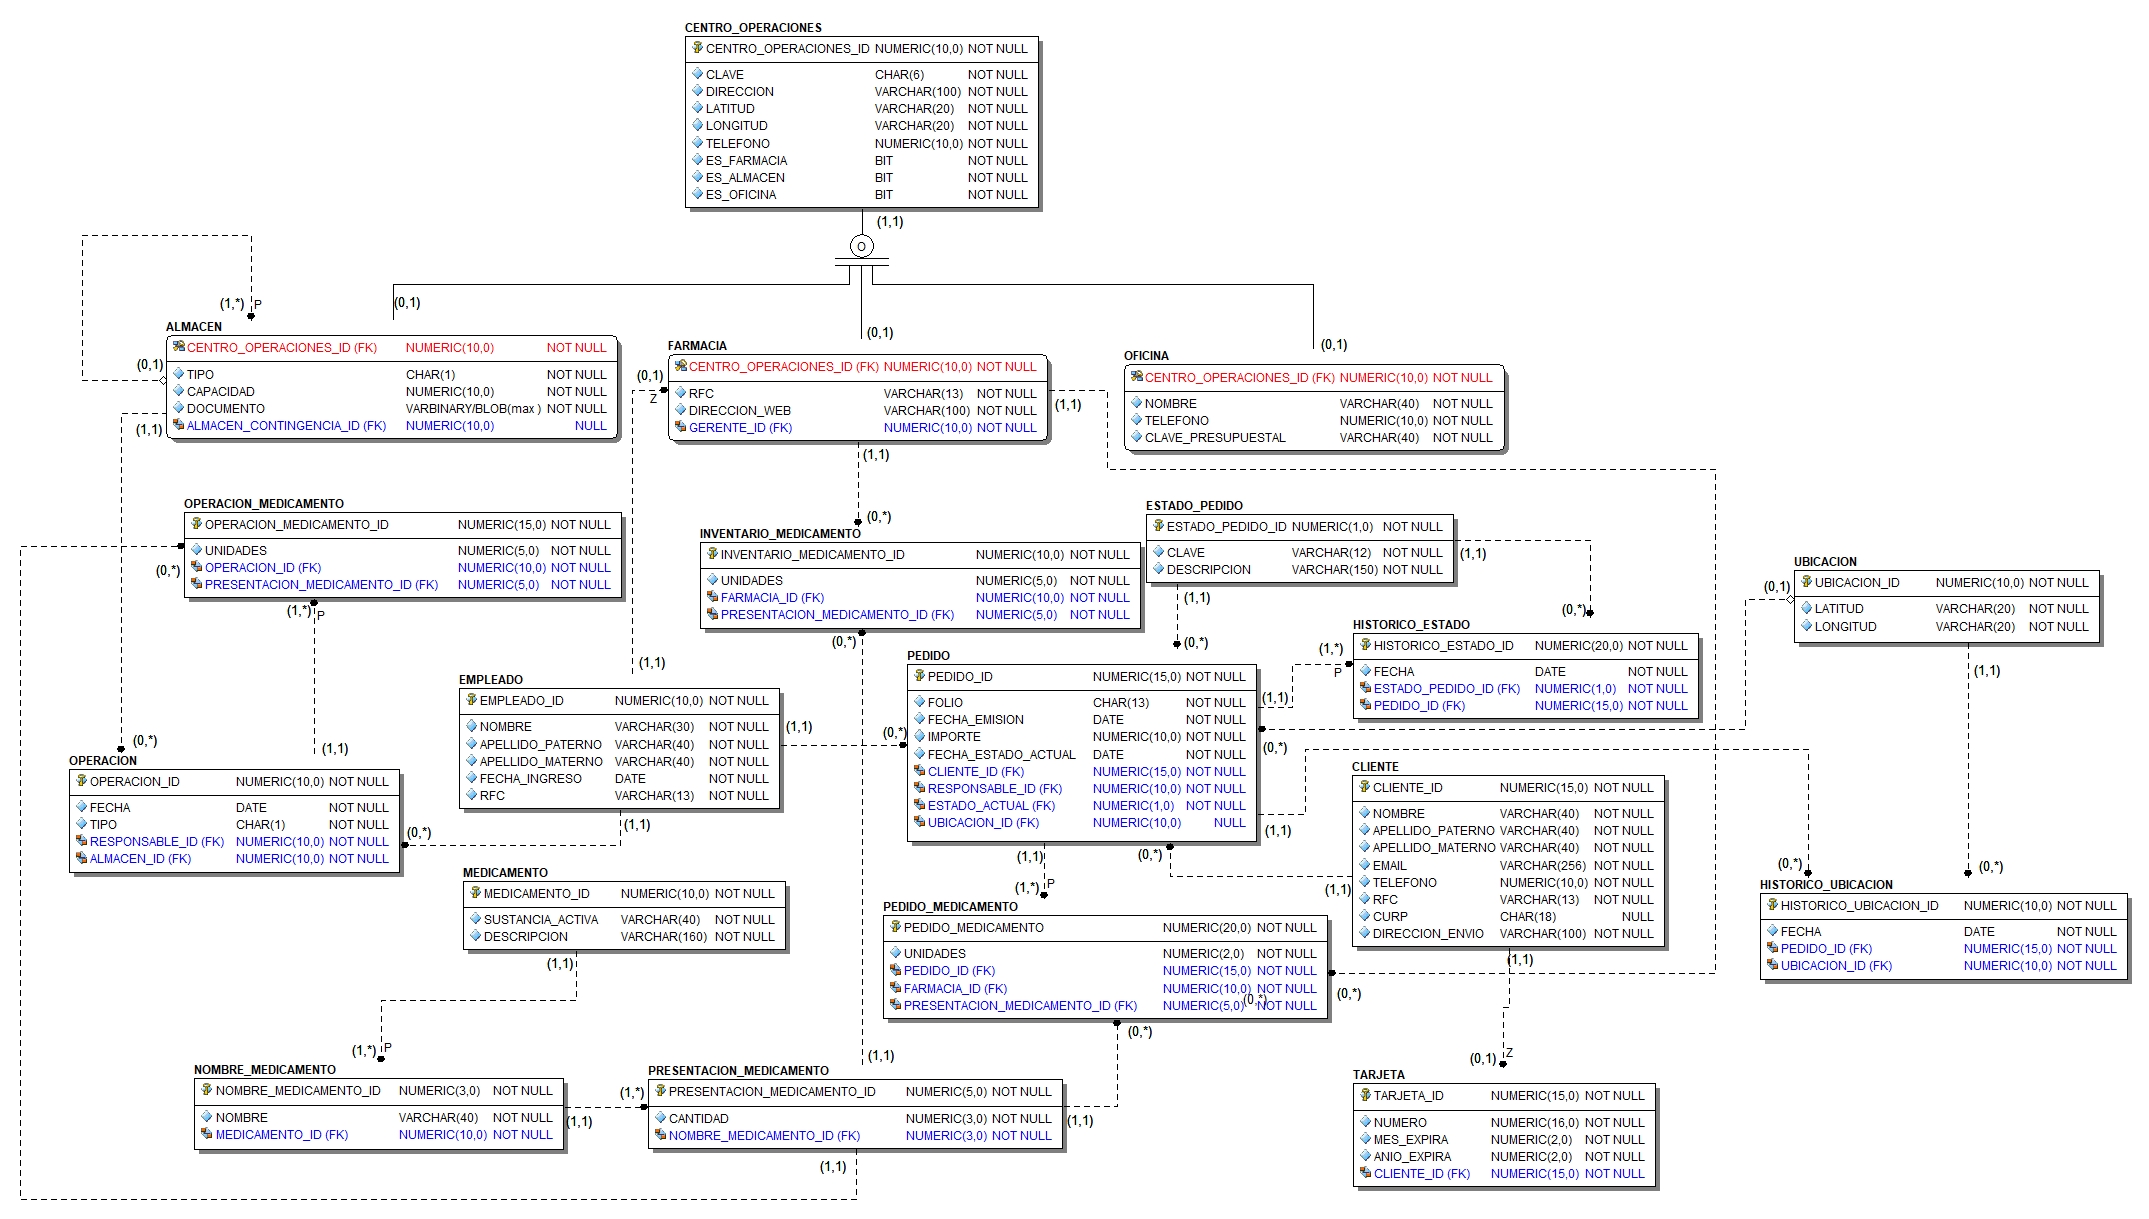 CENTRO_OPERACIONES
CENTRO_OPERACIONES_ID NUMERIC(10,0) NOT NULL
CLAVE CHAR(6) NOT NULL
DIRECCION VARCHAR(100) NOT NULL
LATITUD VARCHAR(20) NOT NULL
LONGITUD VARCHAR(20) NOT NULL
TELEFONO NUMERIC(10,0) NOT NULL
ES_FARMACIA BIT NOT NULL
ES_ALMACEN BIT NOT NULL
ES_OFICINA BIT NOT NULL
(1,1)
O
(0,1)
(0,1)
(0,1)
(1,*) P
(0,1)
(1,1)
ALMACEN
CENTRO_OPERACIONES_ID (FK) NUMERIC(10,0) NOT NULL
TIPO CHAR(1) NOT NULL
CAPACIDAD NUMERIC(10,0) NOT NULL
DOCUMENTO VARBINARY/BLOB(max ) NOT NULL
ALMACEN_CONTINGENCIA_ID (FK) NUMERIC(10,0) NULL
FARMACIA
CENTRO_OPERACIONES_ID (FK) NUMERIC(10,0) NOT NULL
RFC VARCHAR(13) NOT NULL
DIRECCION_WEB VARCHAR(100) NOT NULL
GERENTE_ID (FK) NUMERIC(10,0) NOT NULL
(0,1)
Z
(1,1)
(1,1)
OFICINA
CENTRO_OPERACIONES_ID (FK) NUMERIC(10,0) NOT NULL
NOMBRE VARCHAR(40) NOT NULL
TELEFONO NUMERIC(10,0) NOT NULL
CLAVE_PRESUPUESTAL VARCHAR(40) NOT NULL
OPERACION_MEDICAMENTO
OPERACION_MEDICAMENTO_ID NUMERIC(15,0) NOT NULL
UNIDADES NUMERIC(5,0) NOT NULL
OPERACION_ID (FK) NUMERIC(10,0) NOT NULL
PRESENTACION_MEDICAMENTO_ID (FK) NUMERIC(5,0) NOT NULL
(0,*)
(1,*) P
(0,*)
INVENTARIO_MEDICAMENTO
INVENTARIO_MEDICAMENTO_ID NUMERIC(10,0) NOT NULL
UNIDADES NUMERIC(5,0) NOT NULL
FARMACIA_ID (FK) NUMERIC(10,0) NOT NULL
PRESENTACION_MEDICAMENTO_ID (FK) NUMERIC(5,0) NOT NULL
(0,*)
ESTADO_PEDIDO
ESTADO_PEDIDO_ID NUMERIC(1,0) NOT NULL
CLAVE VARCHAR(12) NOT NULL
DESCRIPCION VARCHAR(150) NOT NULL
(1,1)
(1,1)
(0,*)
(0,*)
UBICACION
UBICACION_ID NUMERIC(10,0) NOT NULL
LATITUD VARCHAR(20) NOT NULL
LONGITUD VARCHAR(20) NOT NULL
(0,1)
(1,1)
HISTORICO_ESTADO
HISTORICO_ESTADO_ID NUMERIC(20,0) NOT NULL
FECHA DATE NOT NULL
ESTADO_PEDIDO_ID (FK) NUMERIC(1,0) NOT NULL
PEDIDO_ID (FK) NUMERIC(15,0) NOT NULL
(1,*)
P
PEDIDO
PEDIDO_ID NUMERIC(15,0) NOT NULL
FOLIO CHAR(13) NOT NULL
FECHA_EMISION DATE NOT NULL
IMPORTE NUMERIC(10,0) NOT NULL
FECHA_ESTADO_ACTUAL DATE NOT NULL
CLIENTE_ID (FK) NUMERIC(15,0) NOT NULL
RESPONSABLE_ID (FK) NUMERIC(10,0) NOT NULL
ESTADO_ACTUAL (FK) NUMERIC(1,0) NOT NULL
UBICACION_ID (FK) NUMERIC(10,0) NULL
(1,1)
(0,*)
(1,1)
(0,*)
(1,1)
(0,*)
(1,1)
EMPLEADO
EMPLEADO_ID NUMERIC(10,0) NOT NULL
NOMBRE VARCHAR(30) NOT NULL
APELLIDO_PATERNO VARCHAR(40) NOT NULL
APELLIDO_MATERNO VARCHAR(40) NOT NULL
FECHA_INGRESO DATE NOT NULL
RFC VARCHAR(13) NOT NULL
(1,1)
(1,1)
(0,*)
(1,1)
OPERACION
OPERACION_ID NUMERIC(10,0) NOT NULL
FECHA DATE NOT NULL
TIPO CHAR(1) NOT NULL
RESPONSABLE_ID (FK) NUMERIC(10,0) NOT NULL
ALMACEN_ID (FK) NUMERIC(10,0) NOT NULL
(0,*)
CLIENTE
CLIENTE_ID NUMERIC(15,0) NOT NULL
NOMBRE VARCHAR(40) NOT NULL
APELLIDO_PATERNO VARCHAR(40) NOT NULL
APELLIDO_MATERNO VARCHAR(40) NOT NULL
EMAIL VARCHAR(256) NOT NULL
TELEFONO NUMERIC(10,0) NOT NULL
RFC VARCHAR(13) NOT NULL
CURP CHAR(18) NULL
DIRECCION_ENVIO VARCHAR(100) NOT NULL
(1,1)
(1,1)
(0,*)
(0,*)
HISTORICO_UBICACION
HISTORICO_UBICACION_ID NUMERIC(10,0) NOT NULL
FECHA DATE NOT NULL
PEDIDO_ID (FK) NUMERIC(15,0) NOT NULL
UBICACION_ID (FK) NUMERIC(10,0) NOT NULL
MEDICAMENTO
MEDICAMENTO_ID NUMERIC(10,0) NOT NULL
SUSTANCIA_ACTIVA VARCHAR(40) NOT NULL
DESCRIPCION VARCHAR(160) NOT NULL
(1,1)
(1,*) P
PEDIDO_MEDICAMENTO
PEDIDO_MEDICAMENTO NUMERIC(20,0) NOT NULL
UNIDADES NUMERIC(2,0) NOT NULL
PEDIDO_ID (FK) NUMERIC(15,0) NOT NULL
FARMACIA_ID (FK) NUMERIC(10,0) NOT NULL
PRESENTACION_MEDICAMENTO_ID (FK) NUMERIC(5,0) NOT NULL
(0,*)
(0,*)
(0,*)
(1,*) P
NOMBRE_MEDICAMENTO
NOMBRE_MEDICAMENTO_ID NUMERIC(3,0) NOT NULL
NOMBRE VARCHAR(40) NOT NULL
MEDICAMENTO_ID (FK) NUMERIC(10,0) NOT NULL
(1,1)
(1,*)
(1,1)
PRESENTACION_MEDICAMENTO
PRESENTACION_MEDICAMENTO_ID NUMERIC(5,0) NOT NULL
CANTIDAD NUMERIC(3,0) NOT NULL
NOMBRE_MEDICAMENTO_ID (FK) NUMERIC(3,0) NOT NULL
(1,1)
(1,1)
(0,1) Z
TARJETA
TARJETA_ID NUMERIC(15,0) NOT NULL
NUMERO NUMERIC(16,0) NOT NULL
MES_EXPIRA NUMERIC(2,0) NOT NULL
ANIO_EXPIRA NUMERIC(2,0) NOT NULL
CLIENTE_ID (FK) NUMERIC(15,0) NOT NULL